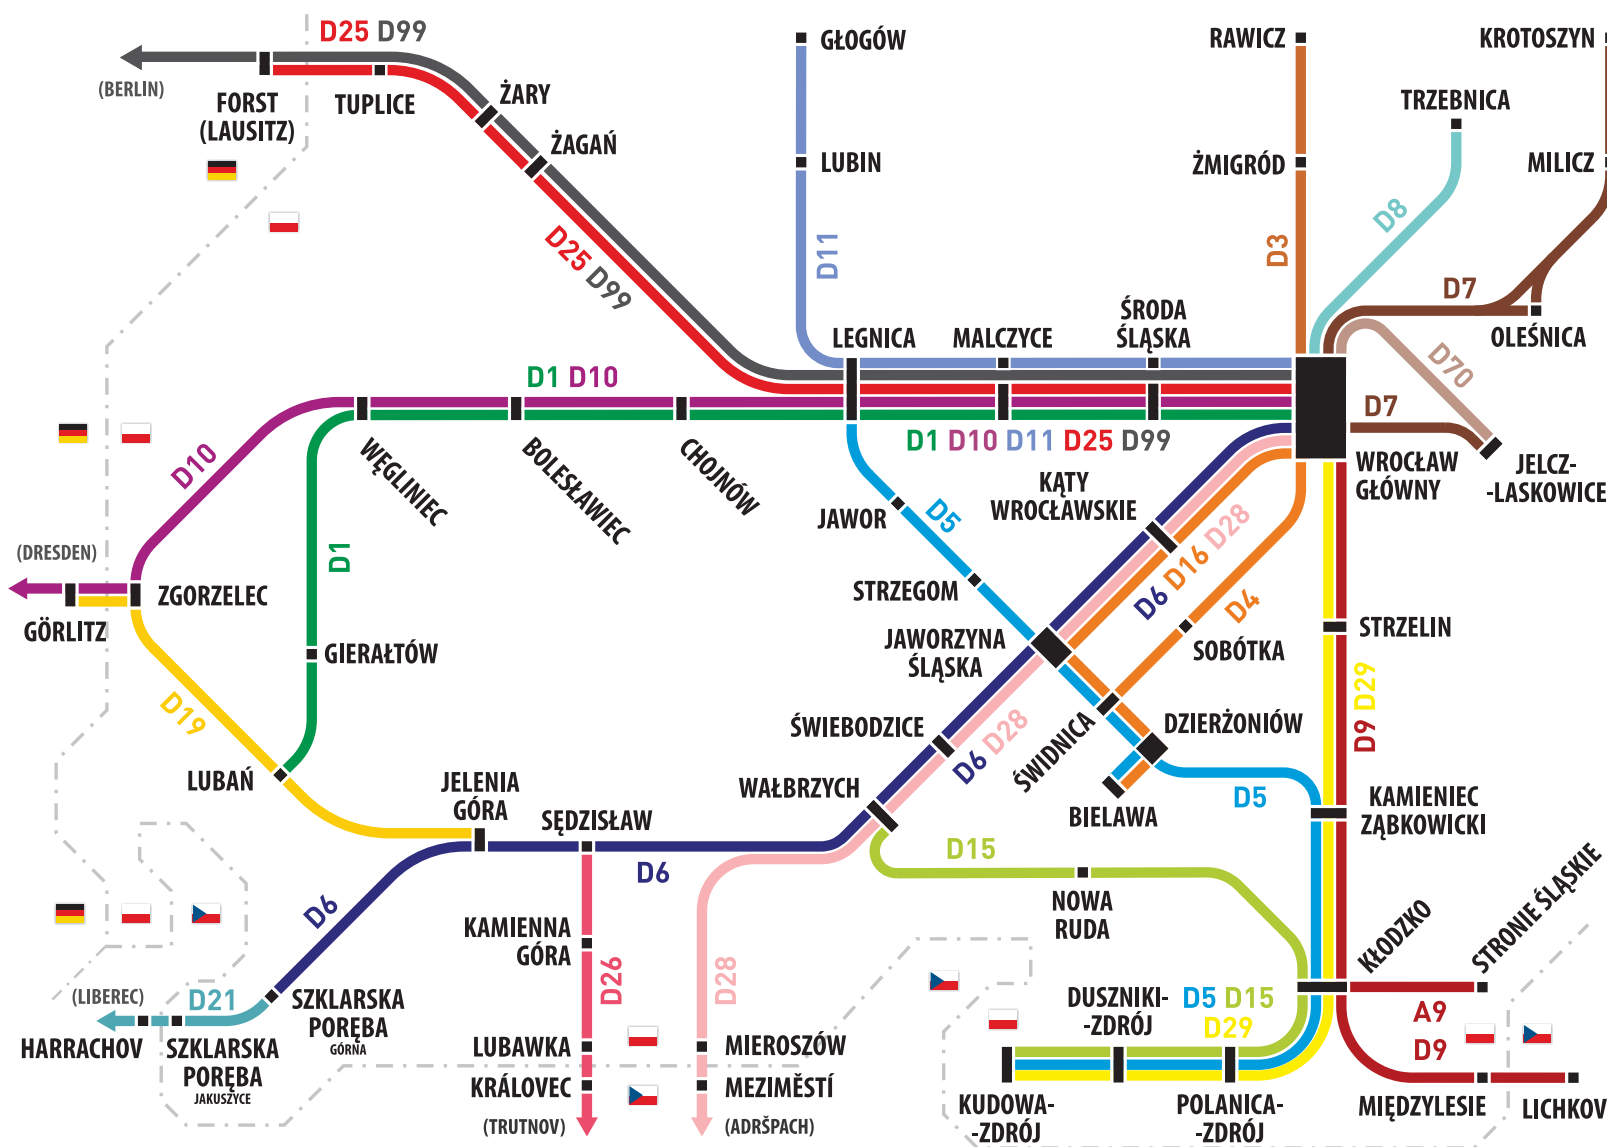 D25 D99
(BERLIN)
FORST
(LAUSITZ)
TUPLICE
ŻARY
ŻAGAŃ
D25 D99
GŁOGÓW
LUBIN
D11
RAWICZ
ŻMIGRÓD
D3
KROTOSZYN
TRZEBNICA
MILICZ
D8
D7
OLEŚNICA
D70
D7
JELCZ-
-LASKOWICE
WROCŁAW
GŁÓWNY
LEGNICA
MALCZYCE
ŚRODA
ŚLĄSKA
D1 D10
D1 D10 D11 D25 D99
D10
WĘGLINIEC
BOLESŁAWIEC
CHOJNÓW
(DRESDEN)
GÖRLITZ
ZGORZELEC
D1
GIERAŁTÓW
D19
LUBAŃ
JAWOR
D5
STRZEGOM
KĄTY
WROCŁAWSKIE
D6 D16 D28
D4
JAWORZYNA
ŚLĄSKA
SOBÓTKA
STRZELIN
D9 D29
ŚWIEBODZICE
D6 D28
ŚWIDNICA
DZIERŻONIÓW
BIELAWA
D5
WAŁBRZYCH
KAMIENIEC
ZĄBKOWICKI
JELENIA
GÓRA
SĘDZISŁAW
D6
D15
NOWA
RUDA
D6
KAMIENNA
GÓRA
D26
D28
KŁODZKO
STRONIE ŚLĄSKIE
A9
D9
(LIBEREC)
D21
HARRACHOV
SZKLARSKA
PORĘBA
JAKUSZYCE
SZKLARSKA
PORĘBA
GÓRNA
LUBAWKA
KRÁLOVEC
(TRUTNOV)
MIEROSZÓW
MEZIMĚSTÍ
(ADRŠPACH)
DUSZNIKI-
-ZDRÓJ
D5 D15
D29
KUDOWA-
-ZDRÓJ
POLANICA-
-ZDRÓJ
MIĘDZYLESIE
LICHKOV